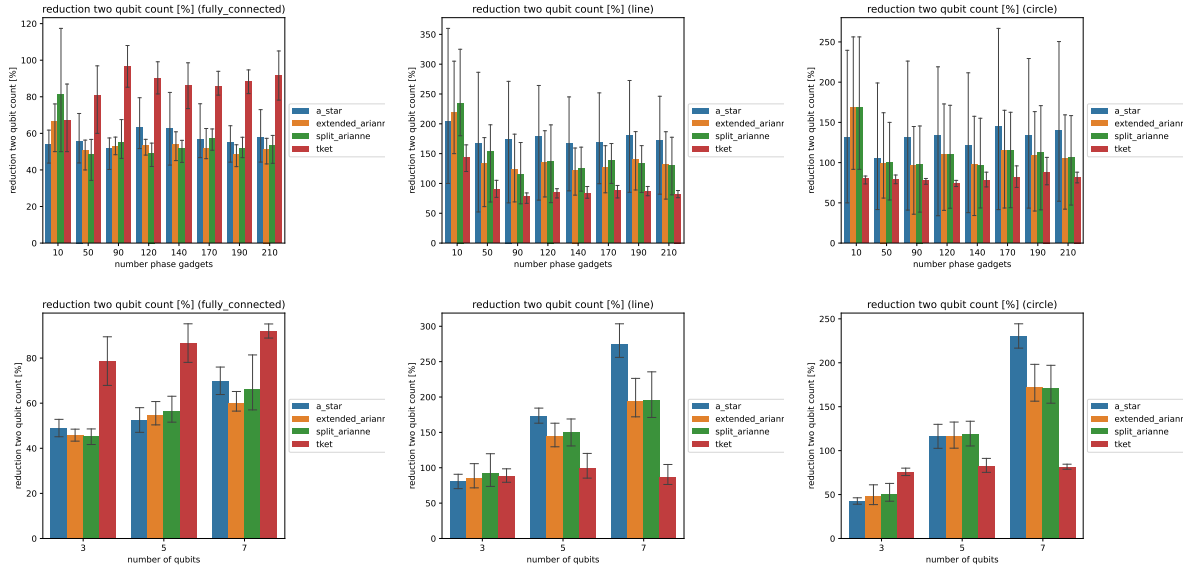 reduction two qubit count [%] (fully_connected)
reduction two qubit count [%]
120
100
80
60
40
20
0
10 50 90 120 140 170 190 210
number phase gadgets
a_star
extended_arianr
split_arianne
tket
reduction two qubit count [%] (line)
reduction two qubit count [%]
350
300
250
200
150
100
50
0
10 50 90 120 140 170 190 210
number phase gadgets
a_star
extended_arianr
split_arianne
tket
reduction two qubit count [%] (circle)
reduction two qubit count [%]
250
200
150
100
50
0
10 50 90 120 140 170 190 210
number phase gadgets
a_star
extended_arianr
split_arianne
tket
reduction two qubit count [%] (fully_connected)
reduction two qubit count [%]
80
60
40
20
0
3 5 7
number of qubits
a_star
extended_arianr
split_arianne
tket
reduction two qubit count [%] (line)
reduction two qubit count [%]
300
250
200
150
100
50
0
3 5 7
number of qubits
a_star
extended_arianr
split_arianne
tket
reduction two qubit count [%] (circle)
reduction two qubit count [%]
250
200
150
100
50
0
3 5 7
number of qubits
a_star
extended_arianr
split_arianne
tket